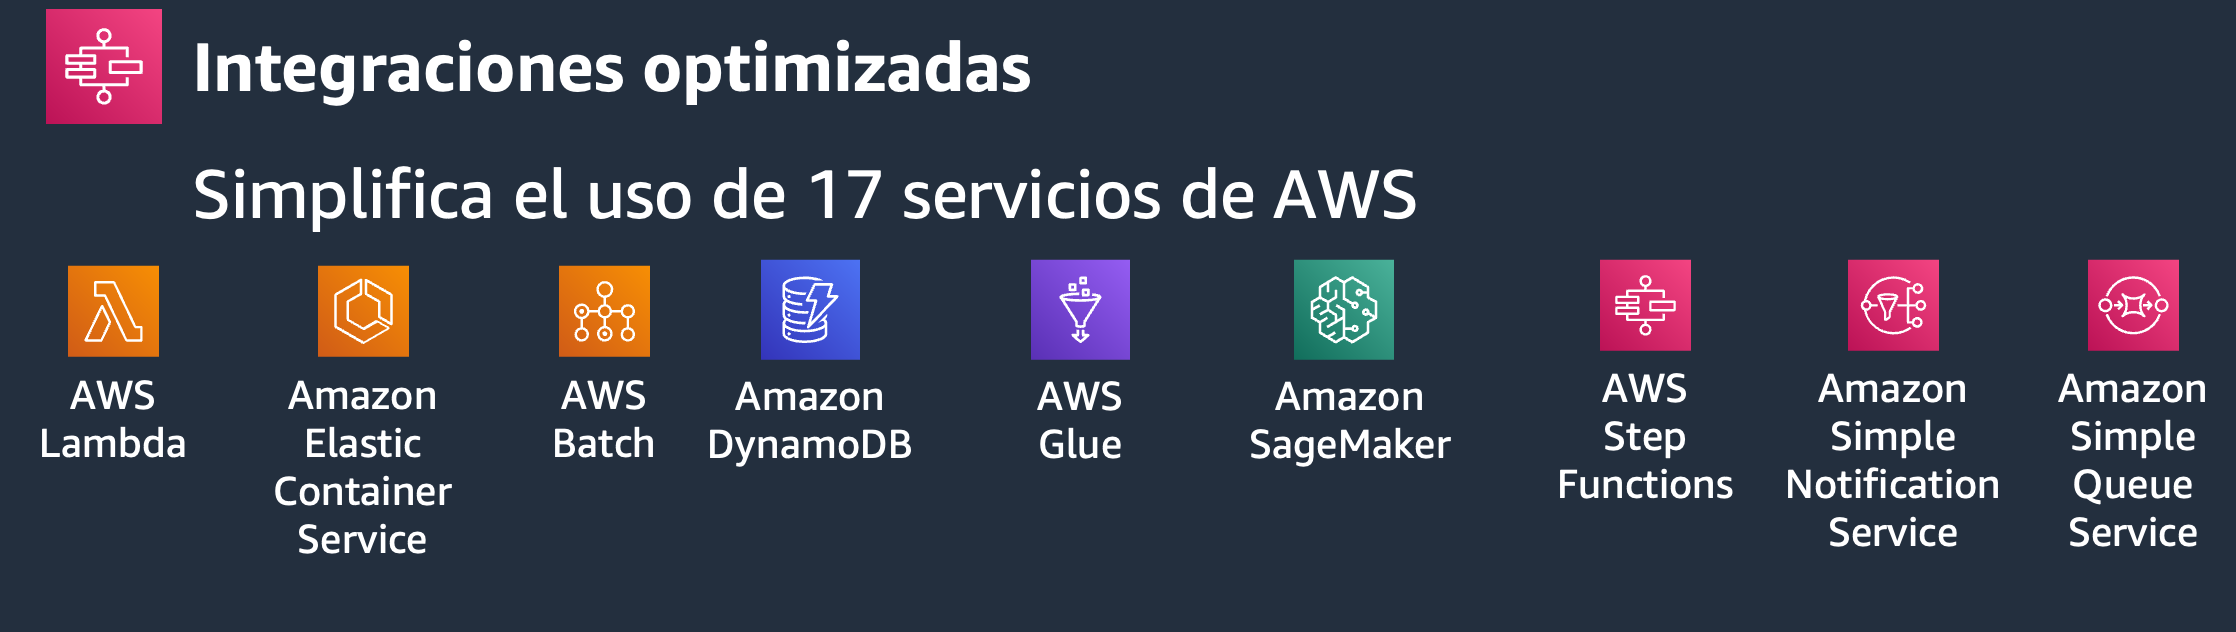 Integraciones optimizadas
Simplifica el uso de 17 servicios de AWS
AWS
Lambda
Amazon
Elastic
Container
Service
AWS
Batch
Amazon
DynamoDB
AWS
Glue
Amazon
SageMaker
AWS
Step
Functions
Amazon
Simple
Notification
Service
Amazon
Simple
Queue
Service